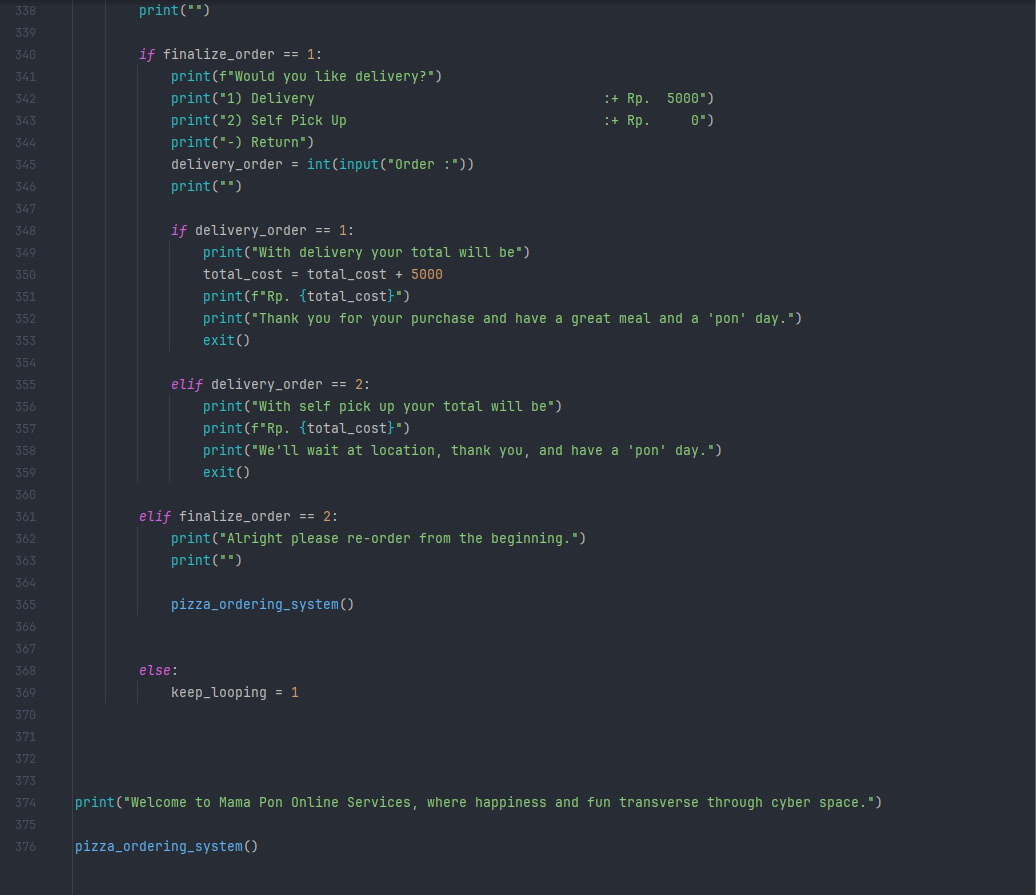 338 print("")
339
340 if finalize_order == 1:
341 print(f"Would you like delivery?")
342 print("1) Delivery                                    :+ Rp.  5000")
343 print("2) Self Pick Up                                :+ Rp.     0")
344 print("-) Return")
345 delivery_order = int(input("Order :"))
346 print("")
347
348 if delivery_order == 1:
349 print("With delivery your total will be")
350 total_cost = total_cost + 5000
351 print(f"Rp. {total_cost}")
352 print("Thank you for your purchase and have a great meal and a 'pon' day.")
353 exit()
354
355 elif delivery_order == 2:
356 print("With self pick up your total will be")
357 print(f"Rp. {total_cost}")
358 print("We'll wait at location, thank you, and have a 'pon' day.")
359 exit()
360
361 elif finalize_order == 2:
362 print("Alright please re-order from the beginning.")
363 print("")
364
365 pizza_ordering_system()
366
367
368 else:
369 keep_looping = 1
370
371
372
373
374 print("Welcome to Mama Pon Online Services, where happiness and fun transverse through cyber space.")
375
376 pizza_ordering_system()